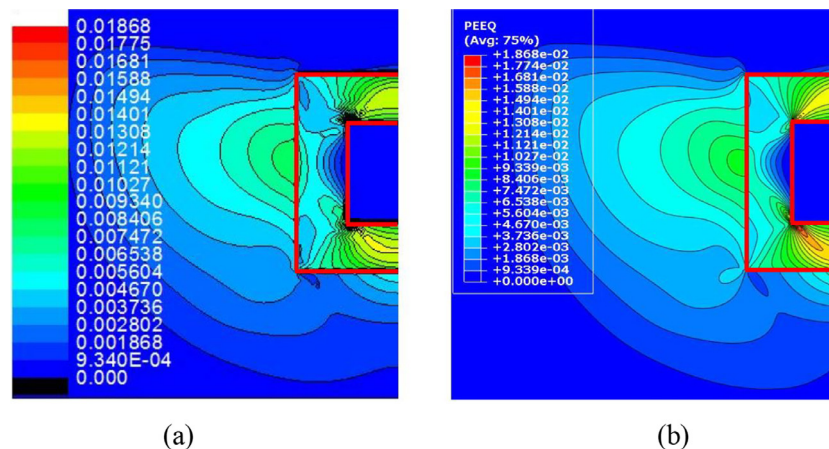 0.01868
0.01775
0.01681
0.01588
0.01494
0.01401
0.01308
0.01214
0.01121
0.01027
0.009340
0.008406
0.007472
0.006538
0.005604
0.004670
0.003736
0.002802
0.001868
9.340E-04
0.000
PEEQ
(Avg: 75%)
+1.868e-02
+1.774e-02
+1.681e-02
+1.588e-02
+1.494e-02
+1.401e-02
+1.308e-02
+1.214e-02
+1.121e-02
+1.027e-02
+9.339e-03
+8.406e-03
+7.472e-03
+6.538e-03
+5.604e-03
+4.670e-03
+3.736e-03
+2.802e-03
+1.868e-03
+9.339e-04
+0.000e+00
(a)
(b)